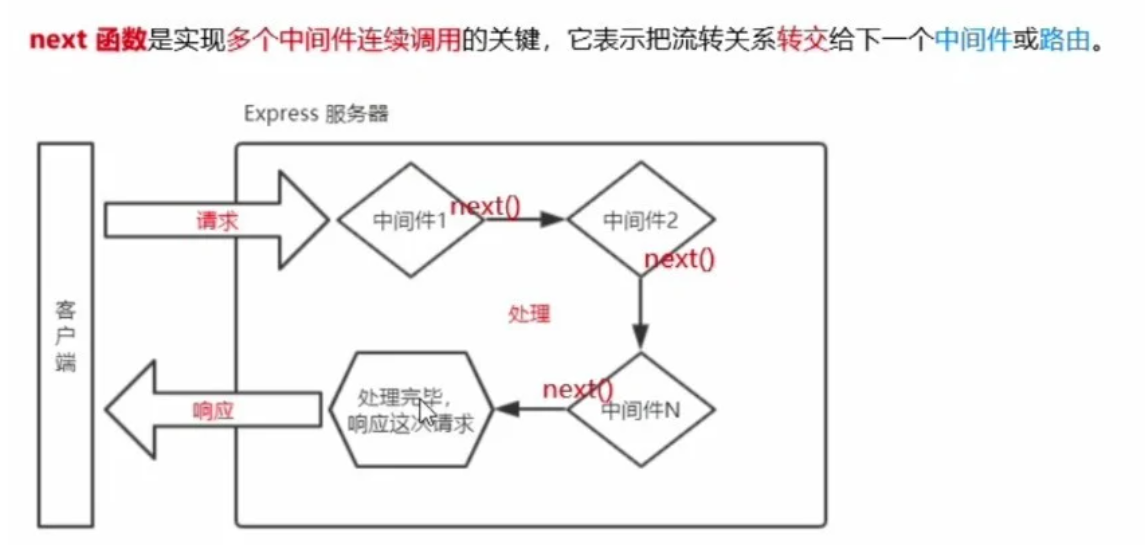 next 函数是实现多个中间件连续调用的关键，它表示把流转关系转交给下一个中间件或路由。
Express 服务器
客户端
请求
中间件1
next()
中间件2
next()
处理
中间件N
next()
处理完毕，
响应这次请求
响应